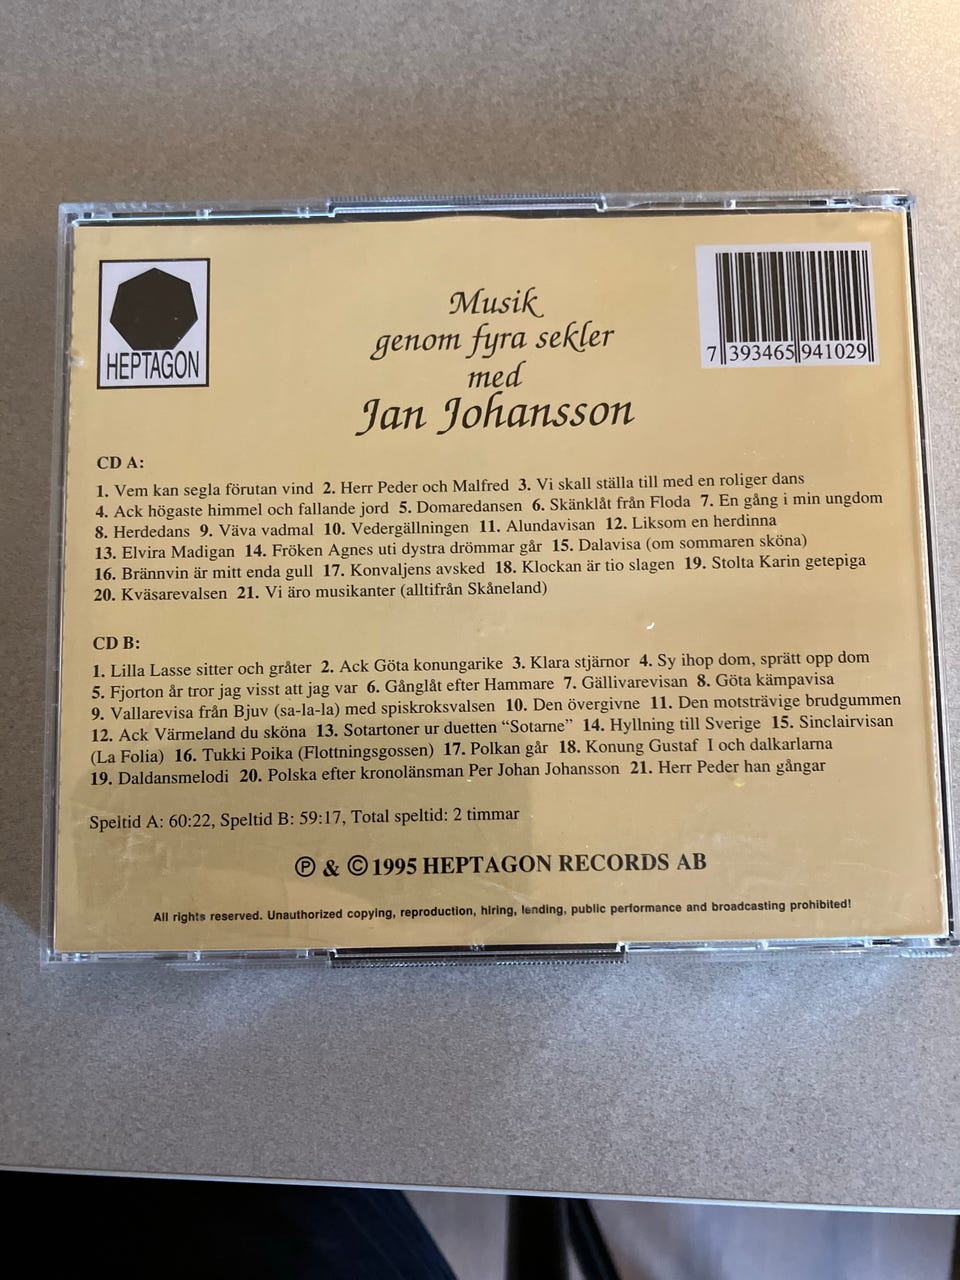 HEPTAGON
Musik
genom fyra sekler
med
Jan Johansson
7 393465 941029
CD A:
1. Vem kan segla förutan vind 2. Herr Peder och Malfred 3. Vi skall ställa till med en roliger dans
4. Ack högaste himmel och fallande jord 5. Domaredansen 6. Skänklåt från Floda 7. En gång i min ungdom
8. Herdedans 9. Väva vadmal 10. Vedergällningen 11. Alundavisan 12. Liksom en herdinna
13. Elvira Madigan 14. Fröken Agnes uti dystra drömmar går 15. Dalavisa (om sommaren sköna)
16. Brännvin är mitt enda gull 17. Konvaljens avsked 18. Klockan är tio slagen 19. Stolta Karin getepiga
20. Kväsarevalsen 21. Vi äro musikanter (alltifrån Skåneland)
CD B:
1. Lilla Lasse sitter och gråter 2. Ack Göta konungarike 3. Klara stjärnor 4. Sy ihop dom, sprätt opp dom
5. Fjorton år tror jag visst att jag var 6. Gånglåt efter Hammare 7. Gällivarevisan 8. Göta kämpavisa
9. Vallarevisa från Bjuv (sa-la-la) med spiskroksvalsen 10. Den övergivne 11. Den motsträvige brudgummen
12. Ack Värmeland du sköna 13. Sotartoner ur duetten “Sotarne” 14. Hyllning till Sverige 15. Sinclairvisan
(La Folia) 16. Tukki Poika (Flottningsgossen) 17. Polkan går 18. Konung Gustaf I och dalkarlarna
19. Daldansmelodi 20. Polska efter kronolänsman Per Johan Johansson 21. Herr Peder han gångar
Speltid A: 60:22, Speltid B: 59:17, Total speltid: 2 timmar
Ⓟ & © 1995 HEPTAGON RECORDS AB
All rights reserved. Unauthorized copying, reproduction, hiring, lending, public performance and broadcasting prohibited!